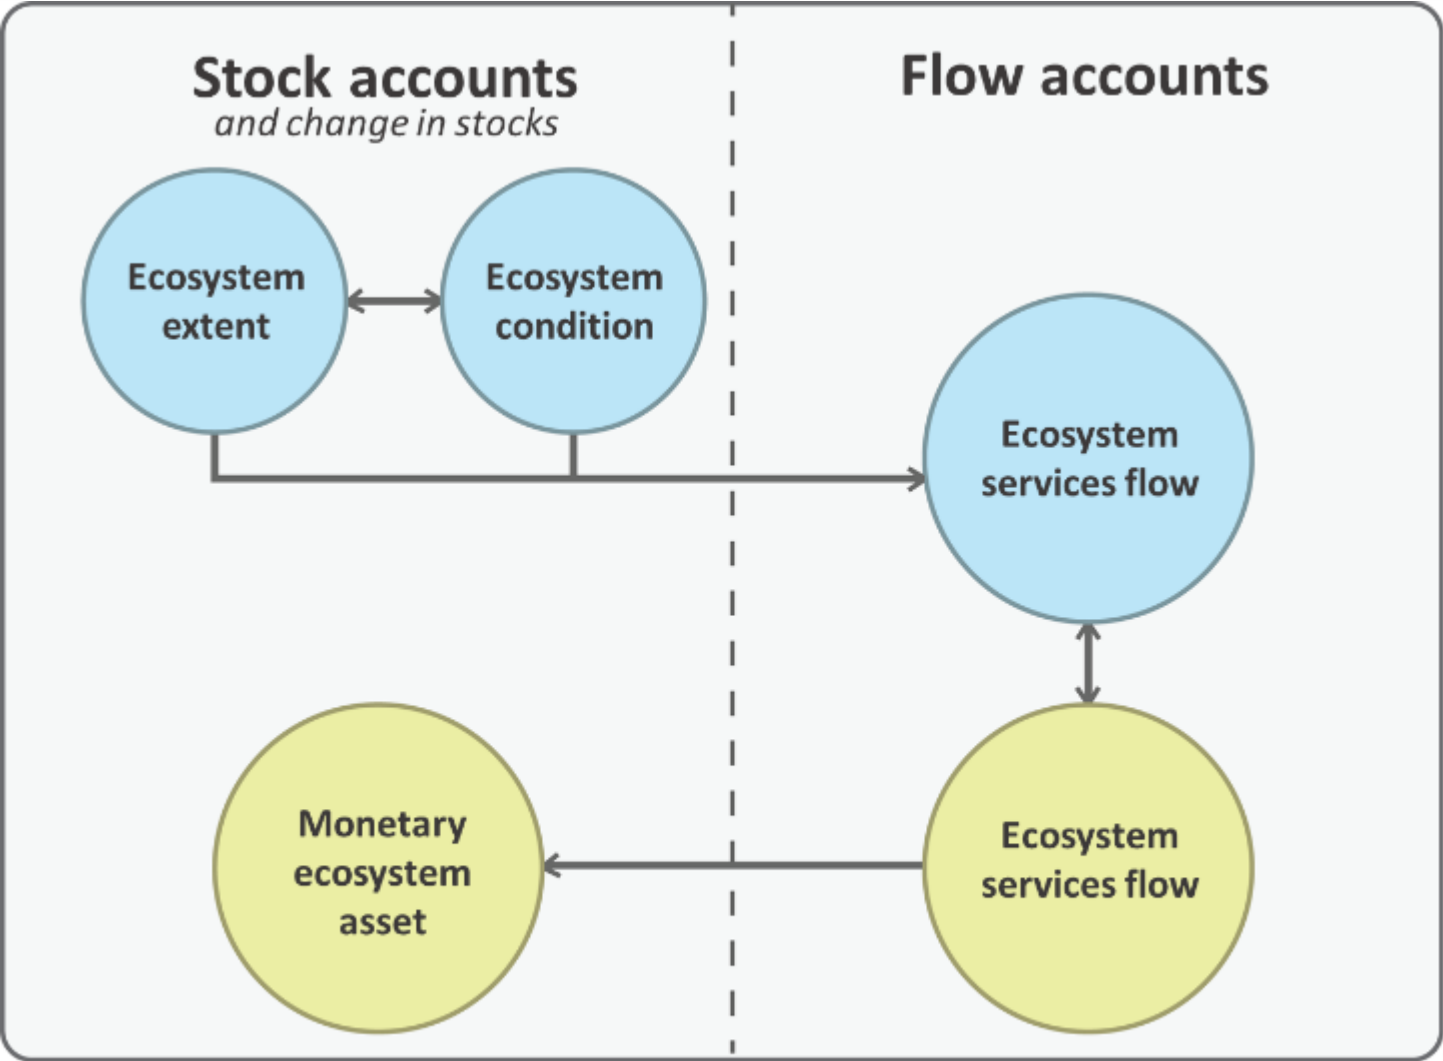 Stock accounts
and change in stocks
Flow accounts
Ecosystem
extent
Ecosystem
condition
Ecosystem
services flow
Monetary
ecosystem
asset
Ecosystem
services flow